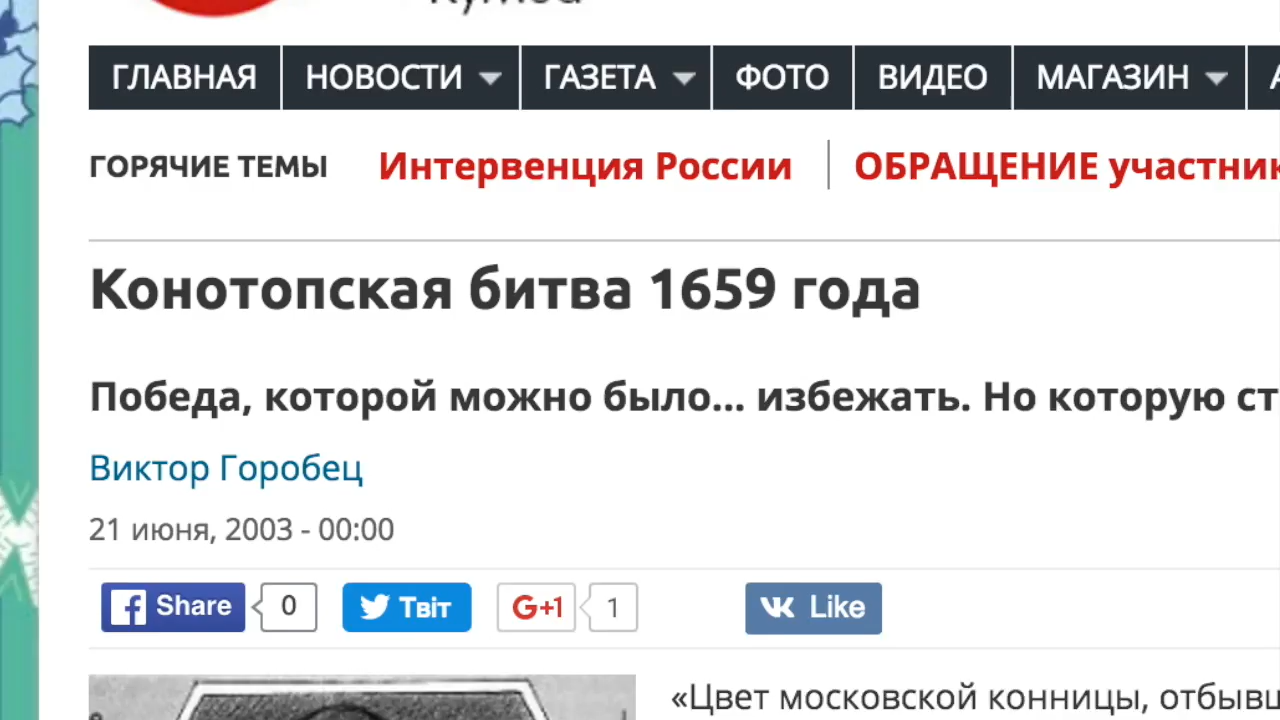 ГЛАВНАЯ НОВОСТИ ГАЗЕТА ФОТО ВИДЕО МАГАЗИН
ГОРЯЧИЕ ТЕМЫ Интервенция России ОБРАЩЕНИЕ
Конотопская битва 1659 года
Победа, которой можно было... избежать. Но которую
Виктор Горобец
21 июня, 2003 - 00:00
Share 0 Твіт G+1 1 Like
«Цвет московской конницы,